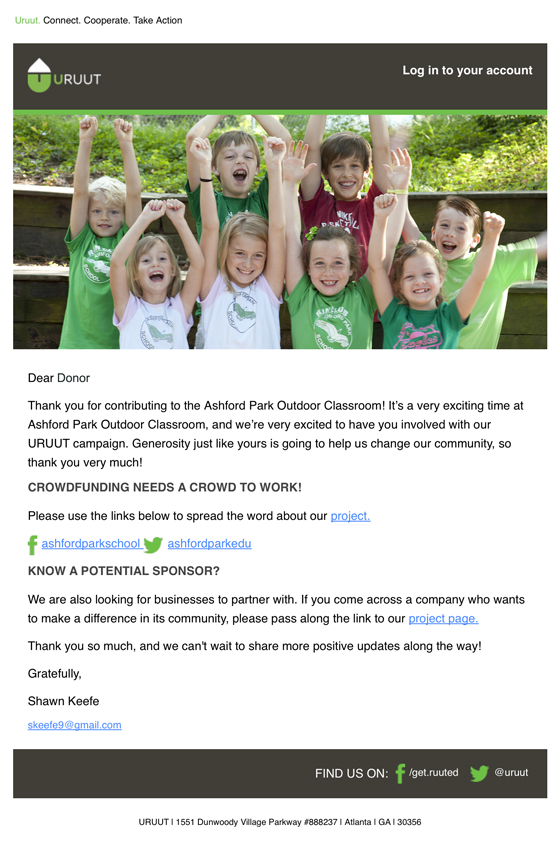 Uruut. Connect. Cooperate. Take Action
URUUT
Log in to your account
Dear Donor
Thank you for contributing to the Ashford Park Outdoor Classroom! It’s a very exciting time at
Ashford Park Outdoor Classroom, and we’re very excited to have you involved with our
URUUT campaign. Generosity just like yours is going to help us change our community, so
thank you very much!
CROWDFUNDING NEEDS A CROWD TO WORK!
Please use the links below to spread the word about our project.
ashfordparkschool ashfordparkedu
KNOW A POTENTIAL SPONSOR?
We are also looking for businesses to partner with. If you come across a company who wants
to make a difference in its community, please pass along the link to our project page.
Thank you so much, and we can't wait to share more positive updates along the way!
Gratefully,
Shawn Keefe
skeefe9@gmail.com
FIND US ON: /get.ruuted @uruut
URUUT | 1551 Dunwoody Village Parkway #888237 | Atlanta | GA | 30356